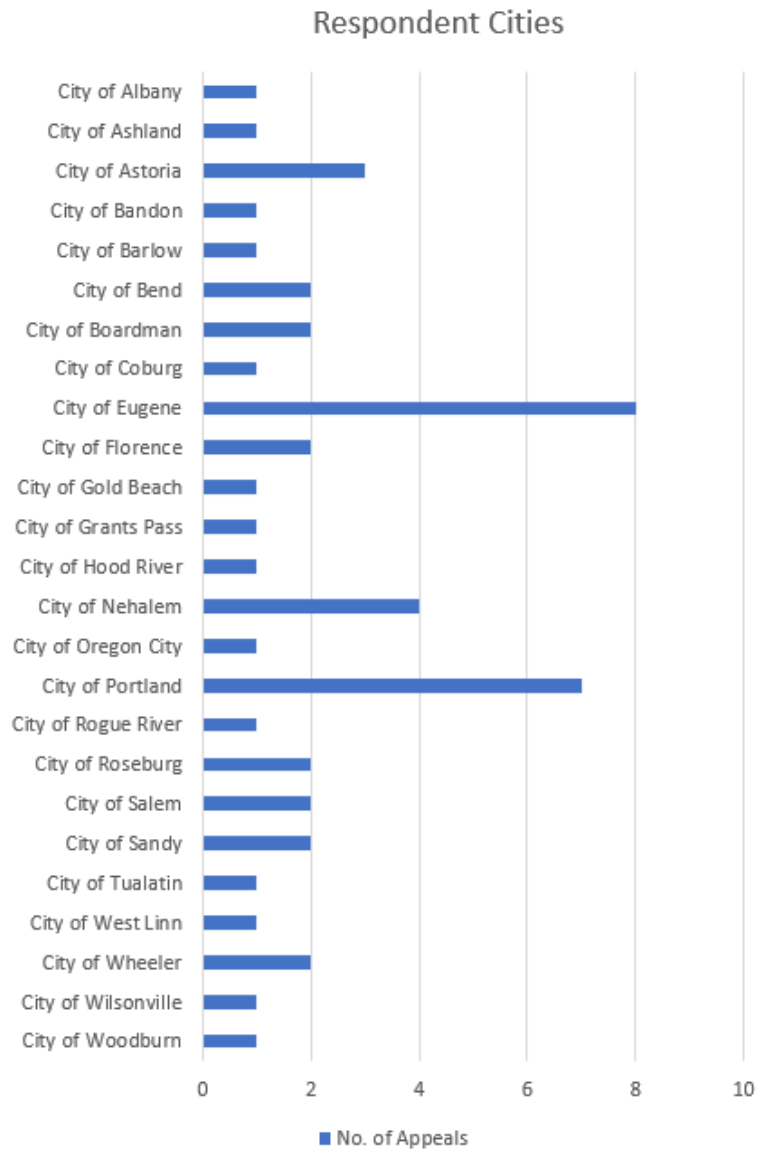 Respondent Cities
City of Albany
City of Ashland
City of Astoria
City of Bandon
City of Barlow
City of Bend
City of Boardman
City of Coburg
City of Eugene
City of Florence
City of Gold Beach
City of Grants Pass
City of Hood River
City of Nehalem
City of Oregon City
City of Portland
City of Rogue River
City of Roseburg
City of Salem
City of Sandy
City of Tualatin
City of West Linn
City of Wheeler
City of Wilsonville
City of Woodburn
0 2 4 6 8 10
No. of Appeals